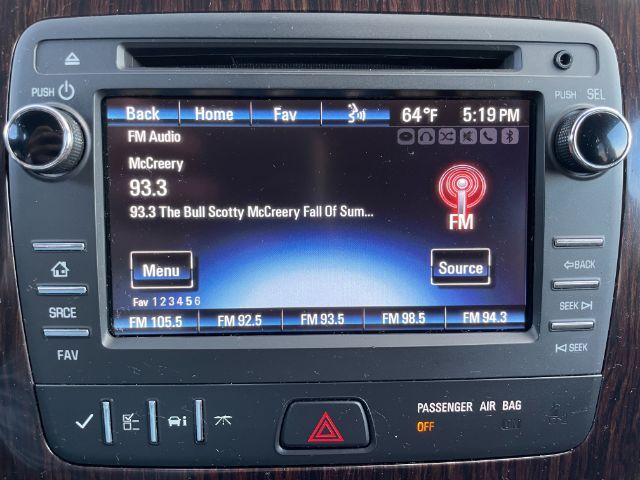 PUSH
PUSH SEL
Back Home Fav 64 °F 5:19 PM
FM Audio
McCreery
93.3
93.3 The Bull Scotty McCreery Fall Of Sum...
FM
Menu
Source
Fav 1 2 3 4 5 6
FM 105.5 FM 92.5 FM 93.5 FM 98.5 FM 94.3
SRCE
FAV
BACK
SEEK
SEEK
PASSENGER AIR BAG
OFF ON